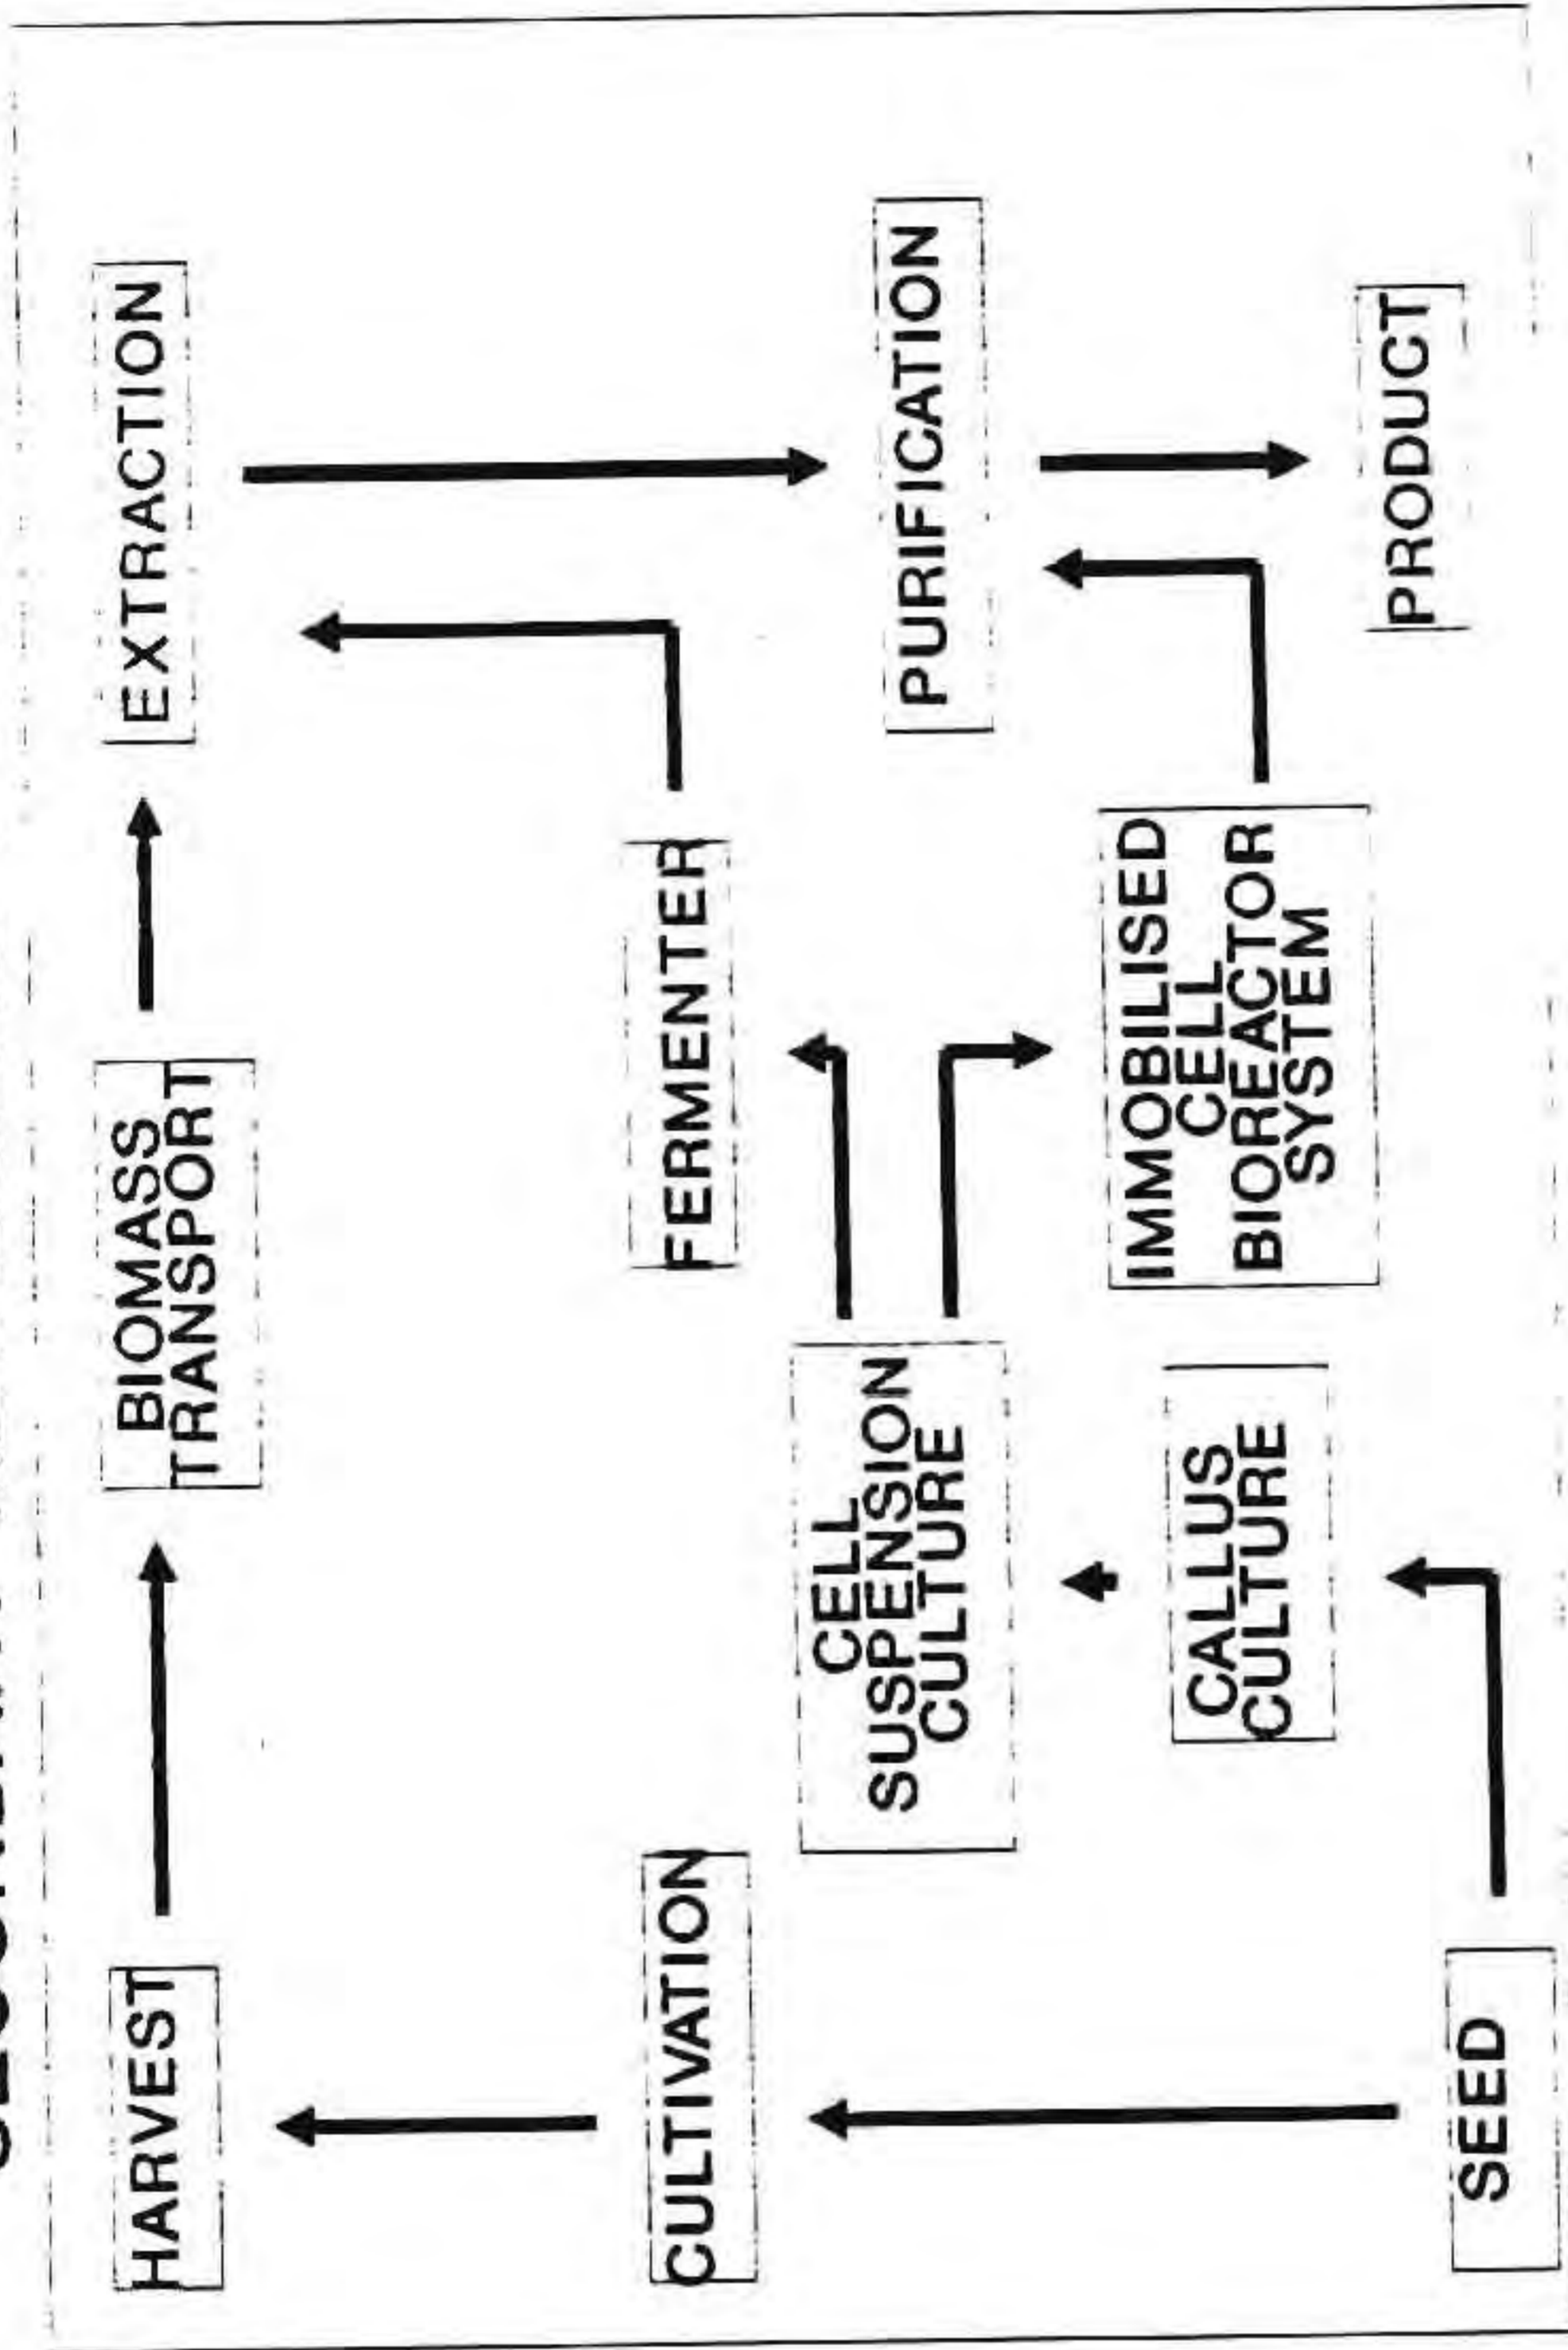 HARVEST
BIOMASS
TRANSPORT
EXTRACTION
CULTIVATION
FERMENTER
CELL
SUSPENSION
CULTURE
PURIFICATION
CALLUS
CULTURE
IMMOBILISED
CELL
BIOREACTOR
SYSTEM
SEED
PRODUCT